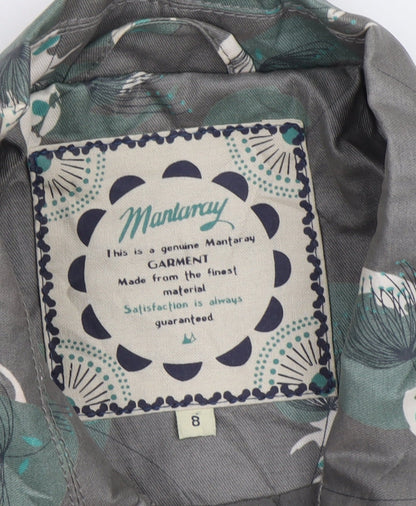 Mantaray
This is a genuine Mantaray
GARMENT
Made from the finest
material
Satisfaction is always
guaranteed
8